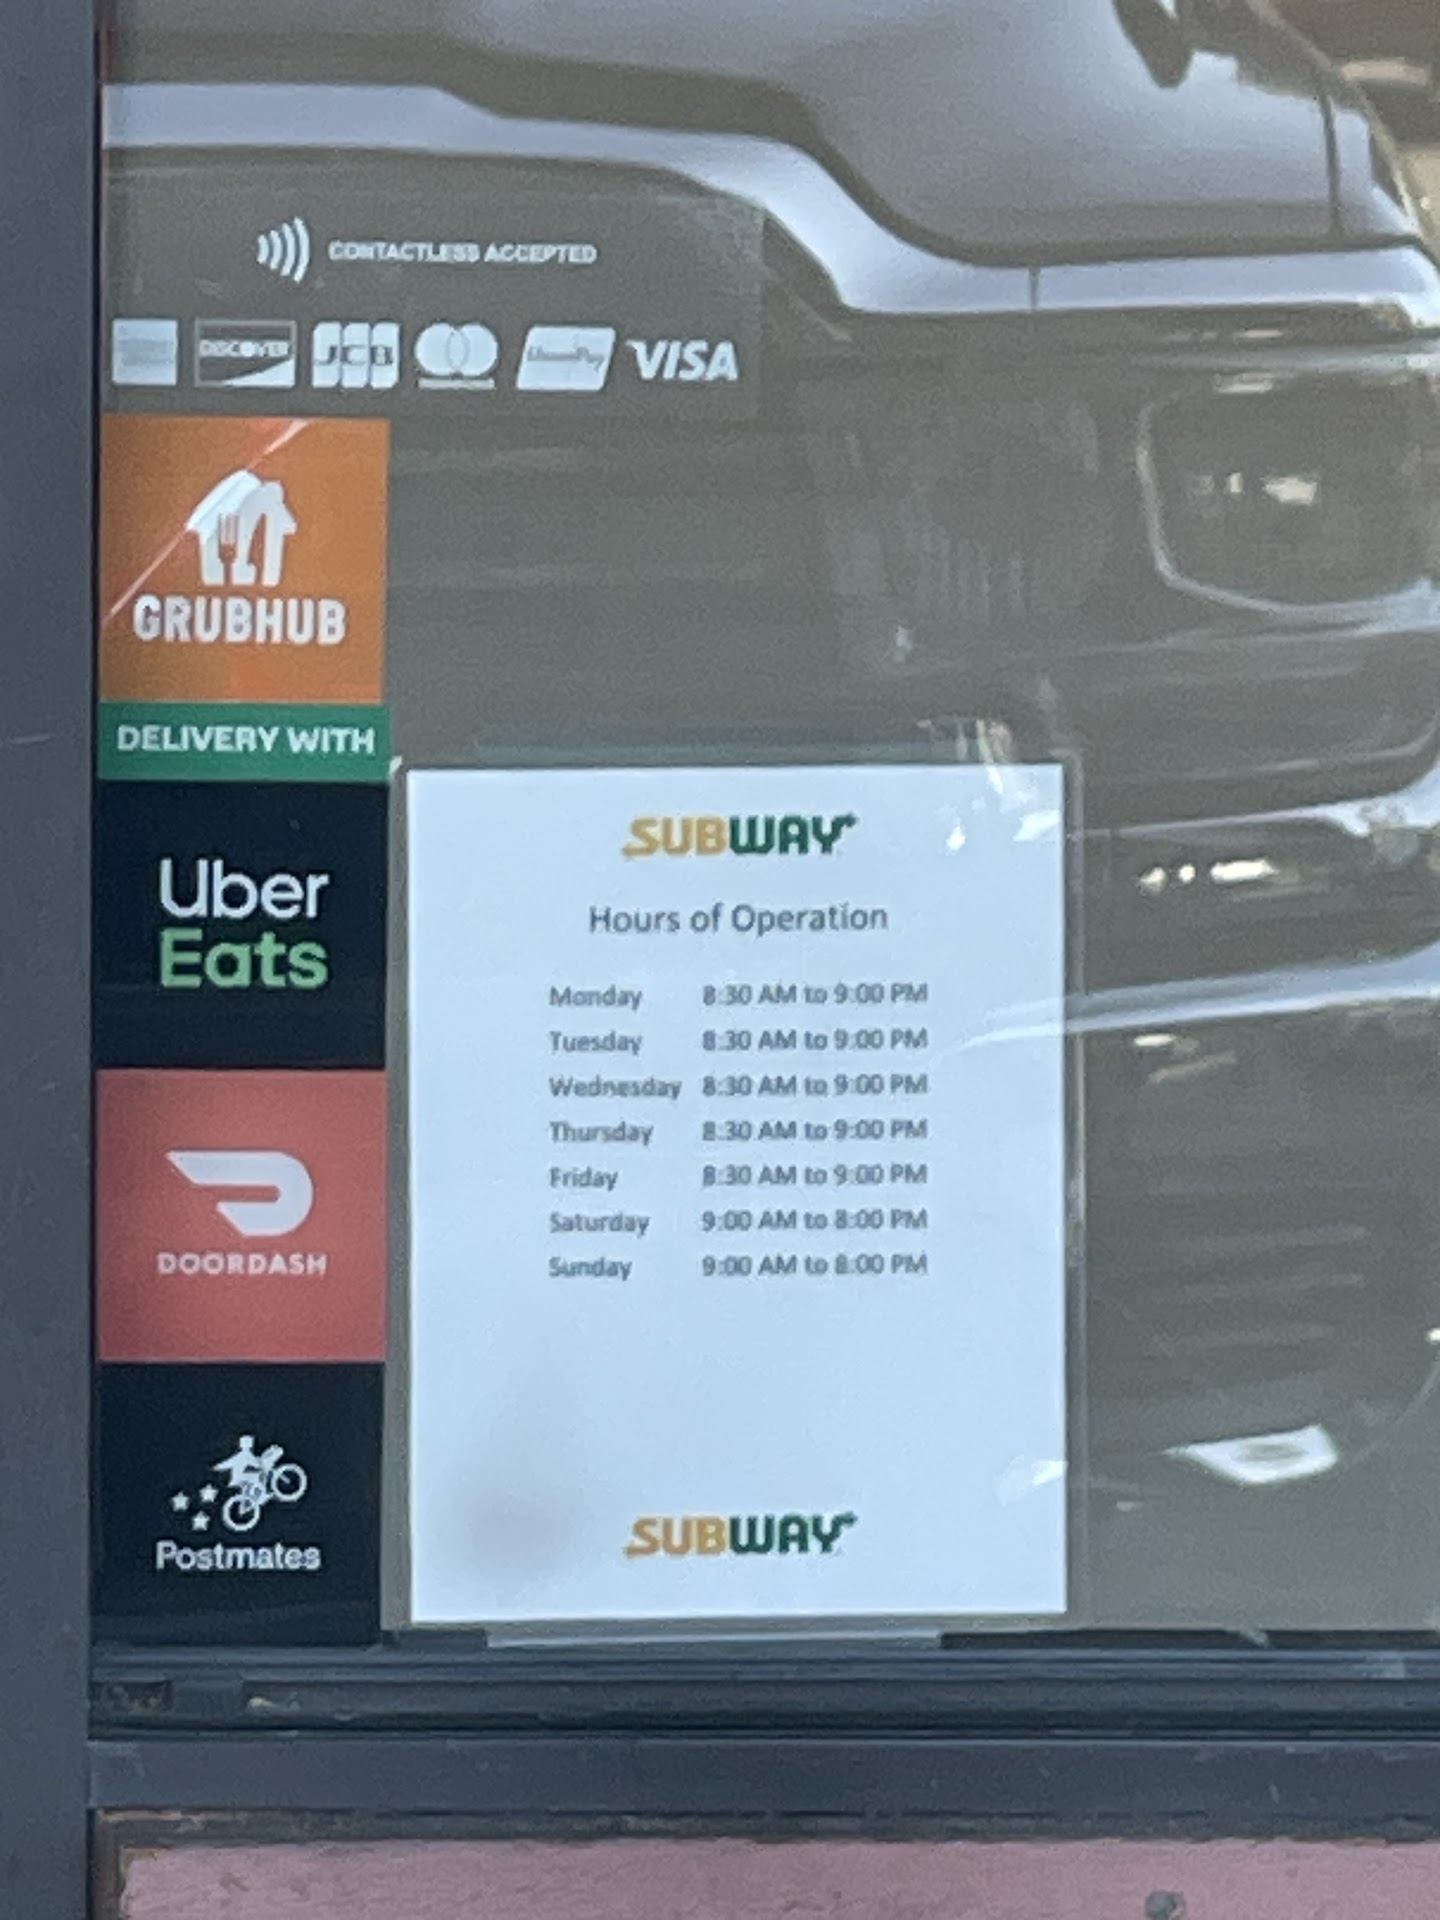 CONTACTLESS ACCEPTED
DISCOVER JCB UnionPay VISA
GRUBHUB
DELIVERY WITH
Uber
Eats
DOORDASH
Postmates
SUBWAY
Hours of Operation
Monday 8:30 AM to 9:00 PM
Tuesday 8:30 AM to 9:00 PM
Wednesday 8:30 AM to 9:00 PM
Thursday 8:30 AM to 9:00 PM
Friday 8:30 AM to 9:00 PM
Saturday 9:00 AM to 8:00 PM
Sunday 9:00 AM to 8:00 PM
SUBWAY